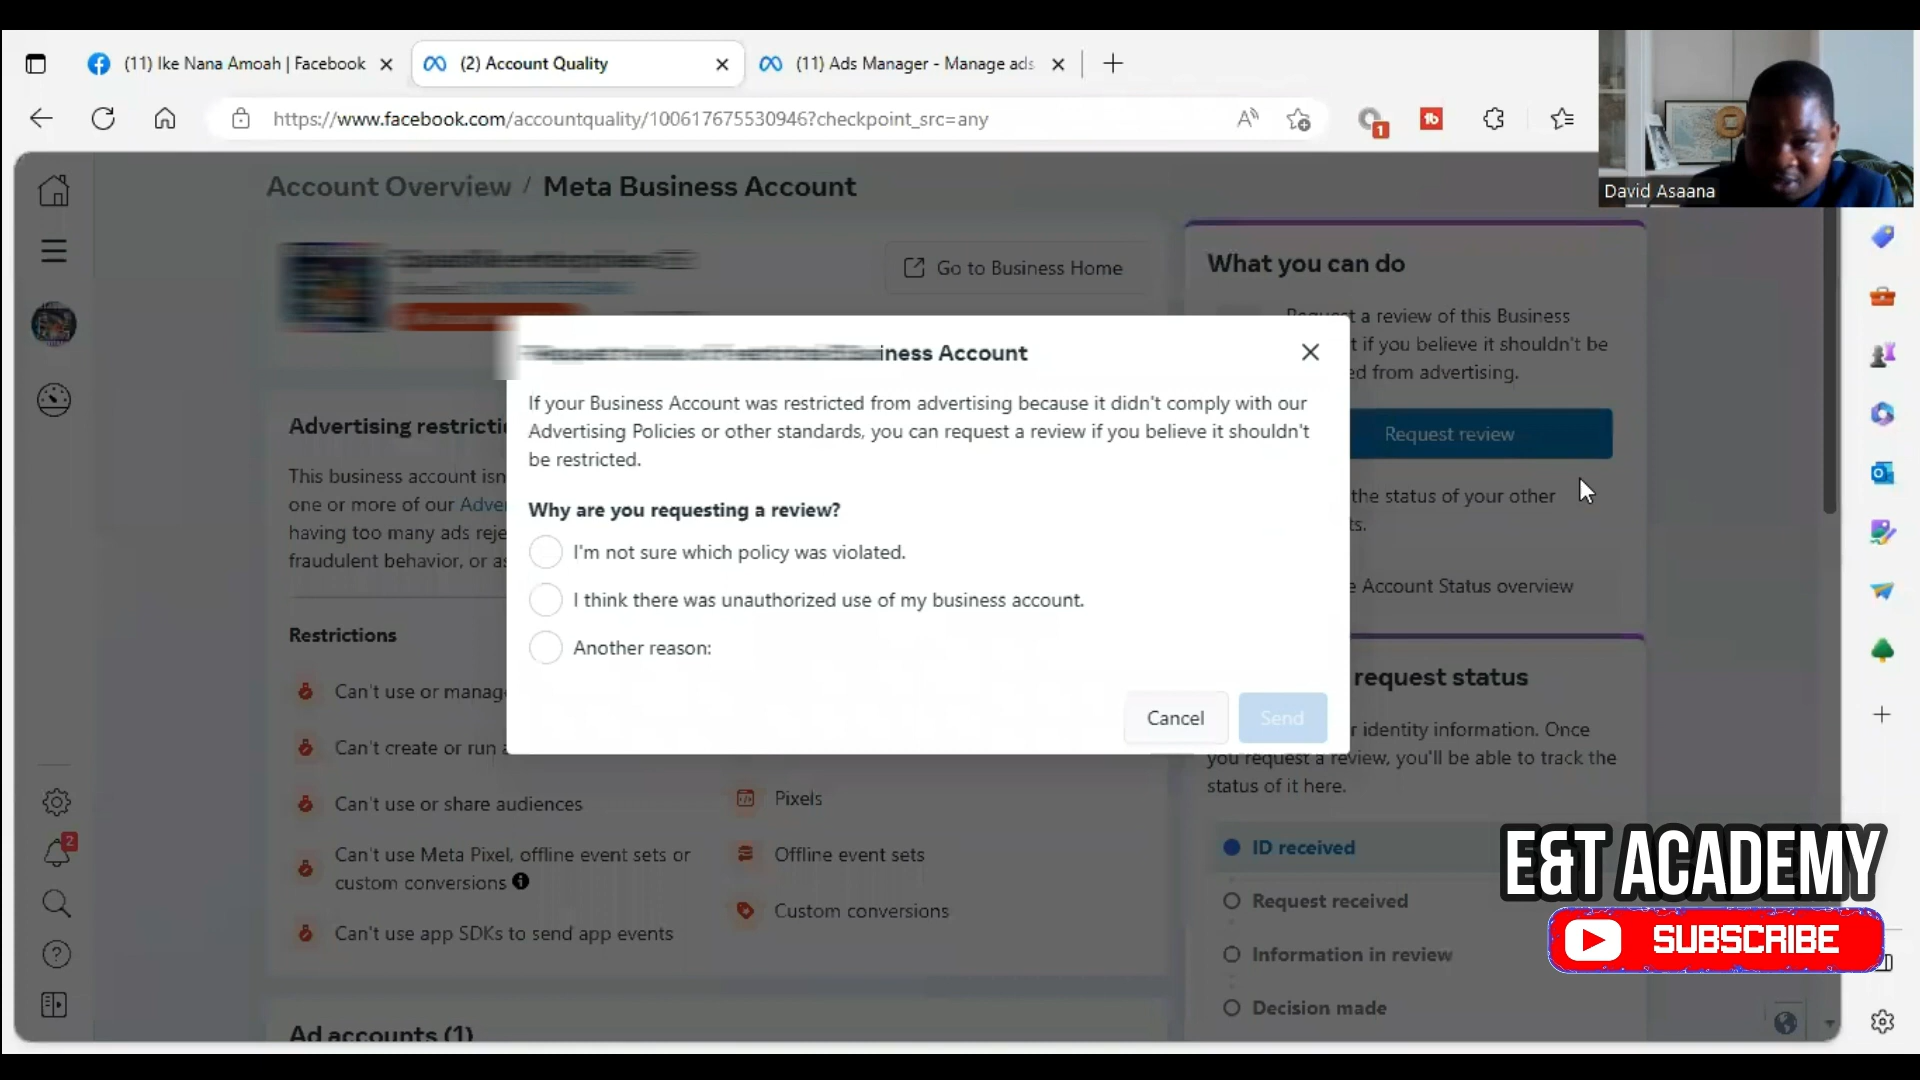 (11) Ike Nana Amoah | Facebook
(2) Account Quality
(11) Ads Manager - Manage ads
https://www.facebook.com/accountquality/100617675530946?checkpoint_src=any
1
David Asaana
Account Overview / Meta Business Account
Go to Business Home
What you can do
Request a review of this Business
t if you believe it shouldn't be
ed from advertising.
Request review
the status of your other
ts.
e Account Status overview
Business Account
If your Business Account was restricted from advertising because it didn't comply with our
Advertising Policies or other standards, you can request a review if you believe it shouldn't
be restricted.
Why are you requesting a review?
I'm not sure which policy was violated.
I think there was unauthorized use of my business account.
Another reason:
Cancel
Send
Advertising restricti
This business account isn
one or more of our Adver
having too many ads reje
fraudulent behavior, or as
Restrictions
Can't use or manag
Can't create or run a
Can't use or share audiences
Can't use Meta Pixel, offline event sets or
custom conversions
Can't use app SDKs to send app events
Pixels
Offline event sets
Custom conversions
Ad accounts (1)
request status
r identity information. Once
you request a review, you'll be able to track the
status of it here.
ID received
Request received
Information in review
Decision made
2
E&T ACADEMY
SUBSCRIBE